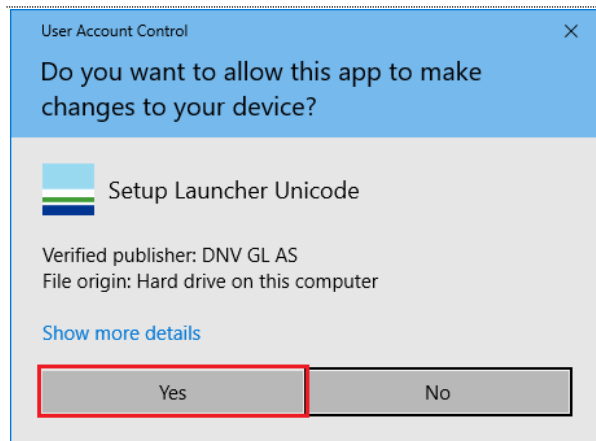 User Account Control
Do you want to allow this app to make
changes to your device?
Setup Launcher Unicode
Verified publisher: DNV GL AS
File origin: Hard drive on this computer
Show more details
Yes
No